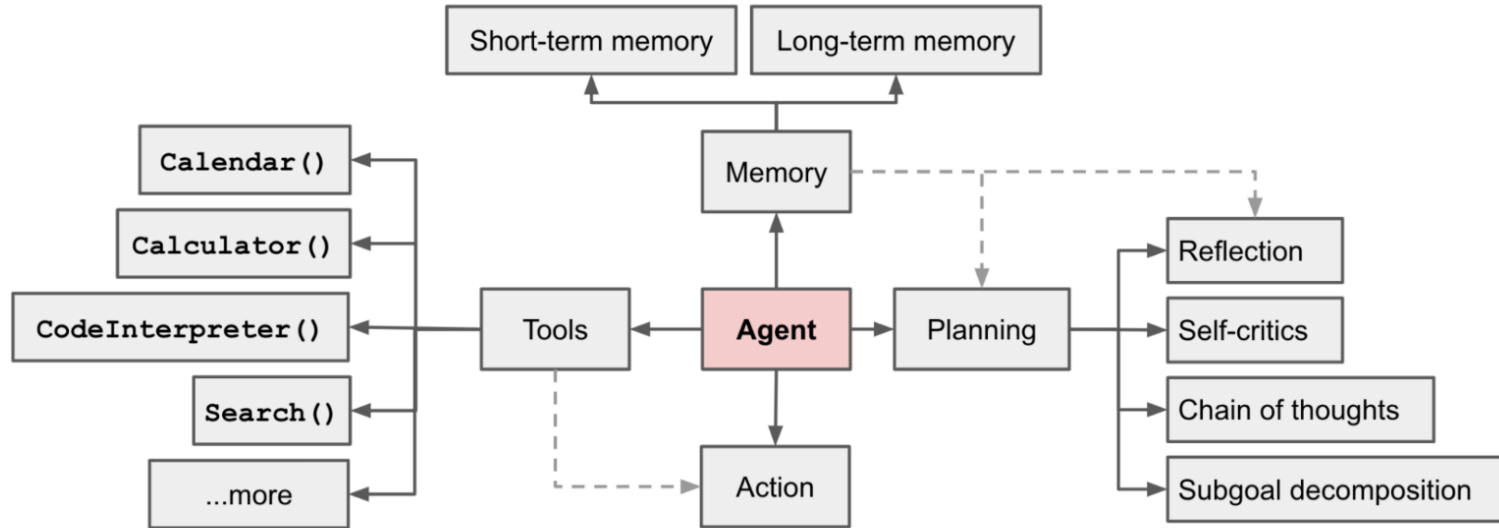 Short-term memory
Long-term memory
Calendar()
Memory
Calculator()
Reflection
CodeInterpreter()
Tools
Agent
Planning
Self-critics
Search()
Chain of thoughts
...more
Action
Subgoal decomposition